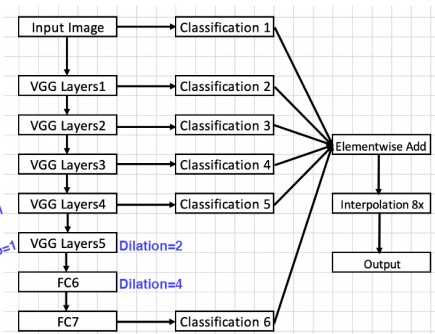 Input Image
Classification 1
VGG Layers1
Classification 2
VGG Layers2
Classification 3
Elementwise Add
VGG Layers3
Classification 4
VGG Layers4
Classification 5
Interpolation 8x
VGG Layers5
Dilation=2
Output
FC6
Dilation=4
FC7
Classification 6